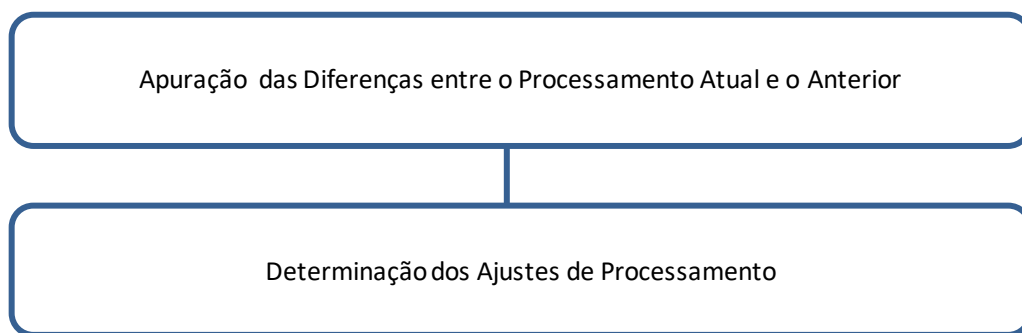 Apuração das Diferenças entre o Processamento Atual e o Anterior
Determinação dos Ajustes de Processamento